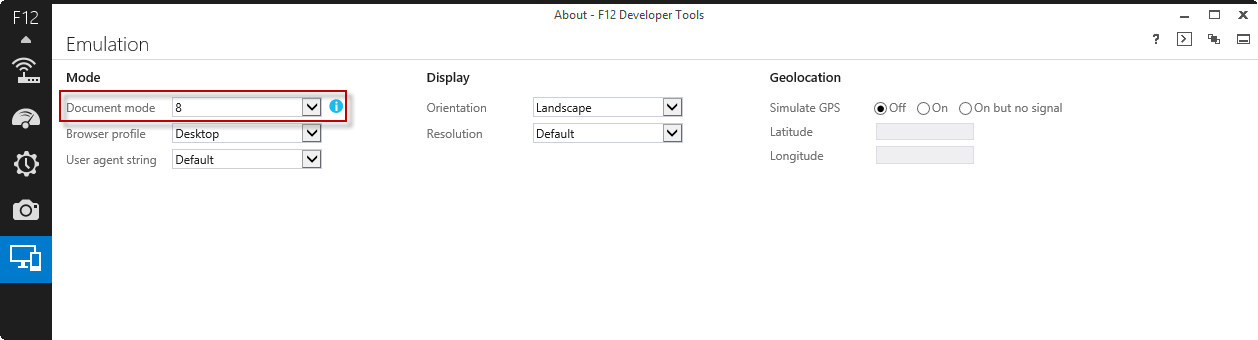 F12
About - F12 Developer Tools
?
Emulation
Mode
Document mode 8
Browser profile Desktop
User agent string Default
Display
Orientation Landscape
Resolution Default
Geolocation
Simulate GPS Off On On but no signal
Latitude
Longitude